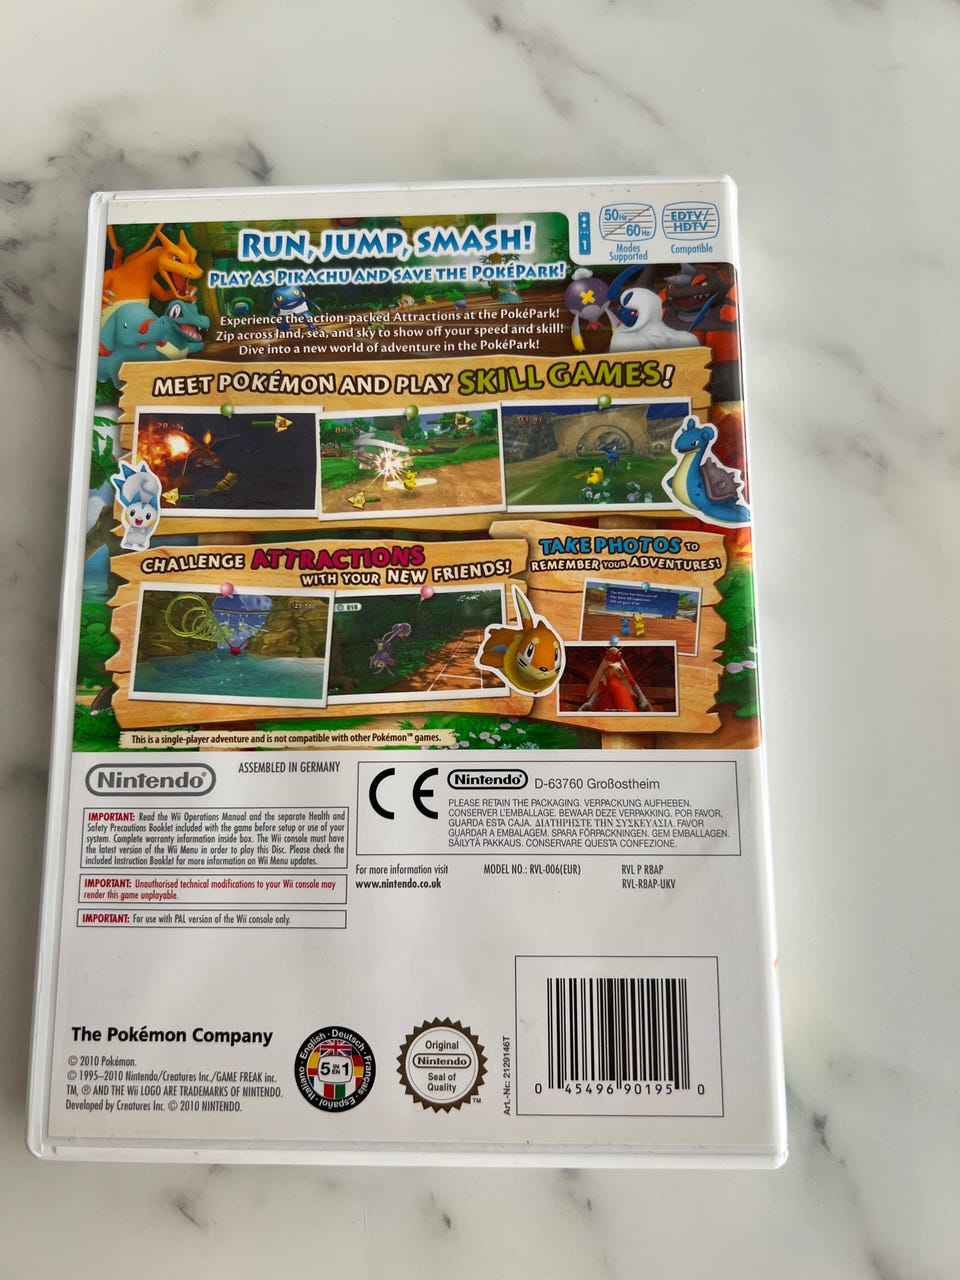 RUN, JUMP, SMASH!
PLAY AS PIKACHU AND SAVE THE POKÉPARK!
1
50Hz
60Hz
Modes
Supported
EDTV/
HDTV
Compatible
Experience the action-packed Attractions at the PokéPark!
Zip across land, sea, and sky to show off your speed and skill!
Dive into a new world of adventure in the PokéPark!
MEET POKÉMON AND PLAY SKILL GAMES!
CHALLENGE ATTRACTIONS
WITH YOUR NEW FRIENDS!
TAKE PHOTOS TO
REMEMBER YOUR ADVENTURES!
This is a single-player adventure and is not compatible with other Pokémon™ games.
Nintendo®
ASSEMBLED IN GERMANY
IMPORTANT: Read the Wii Operations Manual and the separate Health and
Safety Precautions Booklet included with the game before setup or use of your
system. Complete warranty information inside box. The Wii console must have
the latest version of the Wii Menu in order to play this Disc. Please check the
included Instruction Booklet for more information on Wii Menu updates.
IMPORTANT: Unauthorised technical modifications to your Wii console may
render this game unplayable.
IMPORTANT: For use with PAL version of the Wii console only.
CE
Nintendo® D-63760 Großostheim
PLEASE RETAIN THE PACKAGING. VERPACKUNG AUFHEBEN.
CONSERVER L'EMBALLAGE. BEWAAR DEZE VERPAKKING. POR FAVOR,
GUARDA ESTA CAJA. ΔΙΑΤΗΡΗΣΤΕ ΤΗΝ ΣΥΣΚΕΥΑΣΙΑ. FAVOR
GUARDAR A EMBALAGEM. SPARA FÖRPACKNINGEN. GEM EMBALLAGEN.
SÄILYTÄ PAKKAUS. CONSERVARE QUESTA CONFEZIONE.
For more information visit
www.nintendo.co.uk
MODEL NO.: RVL-006(EUR)
RVL P R8AP
RVL-R8AP-UKV
The Pokémon Company
© 2010 Pokémon.
© 1995–2010 Nintendo/Creatures Inc./GAME FREAK inc.
TM, ® AND THE Wii LOGO ARE TRADEMARKS OF NINTENDO.
Developed by Creatures Inc. © 2010 NINTENDO.
English · Deutsch · Français · Español · Italiano
5 IN 1
EN
Original
Nintendo
Seal of
Quality
TM
Art.-Nr.: 2129146T
0 45496 90195 0